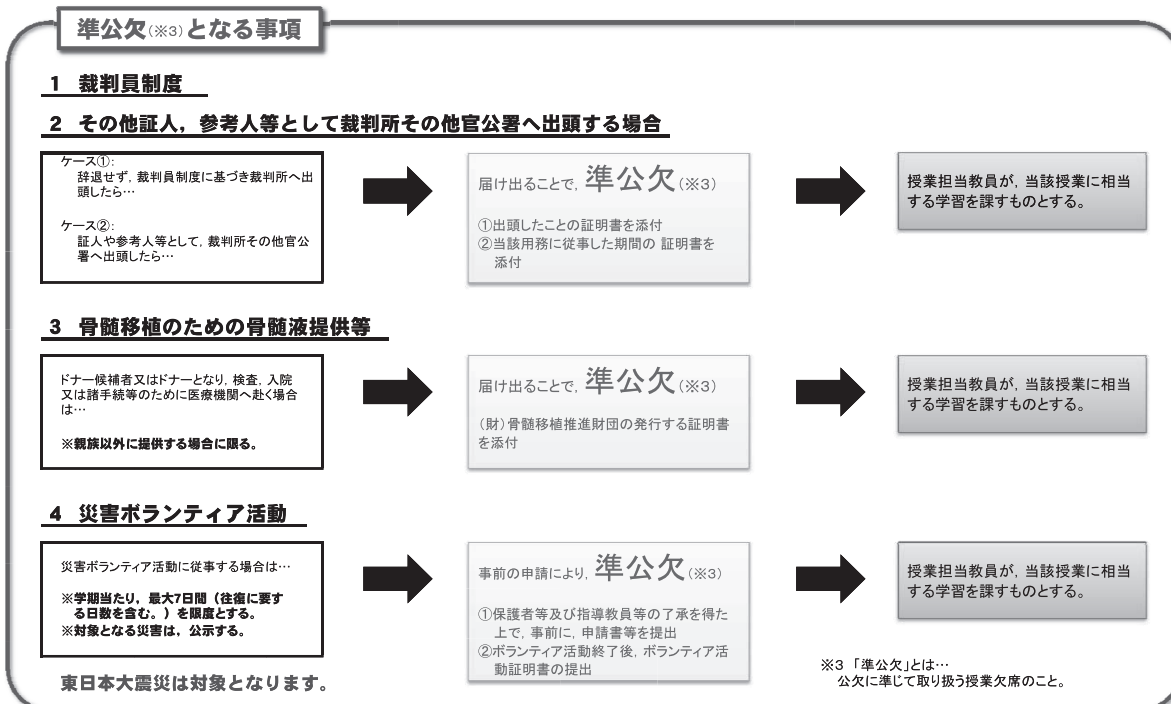 準公欠(※3)となる事項
1 裁判員制度
2 その他証人，参考人等として裁判所その他官公署へ出頭する場合
ケース①：
辞退せず，裁判員制度に基づき裁判所へ出
頭したら…
ケース②：
証人や参考人等として，裁判所その他官公
署へ出頭したら…
届け出ることで，準公欠(※3)
①出頭したことの証明書を添付
②当該用務に従事した期間の 証明書を
添付
授業担当教員が，当該授業に相当
する学習を課すものとする。
3 骨髄移植のための骨髄液提供等
ドナー候補者又はドナーとなり，検査，入院
又は諸手続等のために医療機関へ赴く場合
は…
※親族以外に提供する場合に限る。
届け出ることで，準公欠(※3)
（財）骨髄移植推進財団の発行する証明書
を添付
授業担当教員が，当該授業に相当
する学習を課すものとする。
4 災害ボランティア活動
災害ボランティア活動に従事する場合は…
※学期当たり，最大7日間（往復に要す
る日数を含む。）を限度とする。
※対象となる災害は，公示する。
東日本大震災は対象となります。
事前の申請により，準公欠(※3)
①保護者等及び指導教員等の了承を得た
上で，事前に，申請書等を提出
②ボランティア活動終了後，ボランティア活
動証明書の提出
授業担当教員が，当該授業に相当
する学習を課すものとする。
※3 「準公欠」とは…
公欠に準じて取り扱う授業欠席のこと。